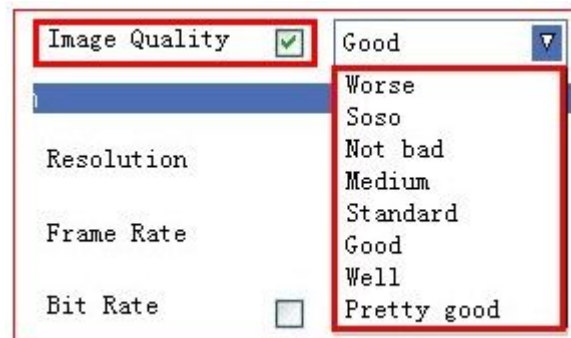 Image Quality
Good
Worse
Soso
Resolution
Not bad
Medium
Standard
Frame Rate
Good
Well
Bit Rate
Pretty good